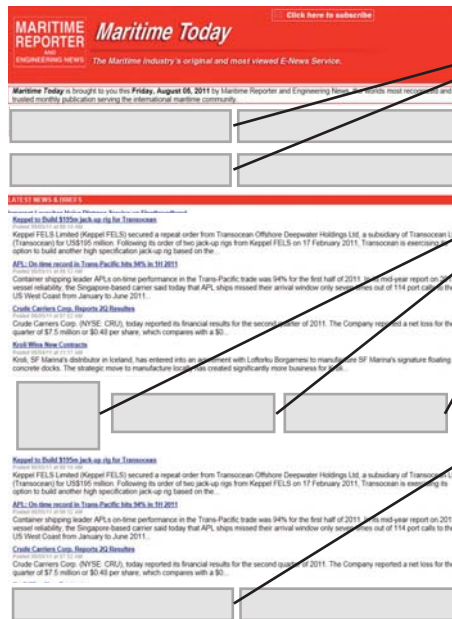 Click here to subscribe
MARITIME
REPORTER
AND
ENGINEERING NEWS
Maritime Today
The Maritime Industry's original and most viewed E-News Service.
Maritime Today is brought to you this Friday, August 05, 2011 by Maritime Reporter and Engineering News, the worlds most recognized and
trusted monthly publication serving the international maritime community.
LATEST NEWS & BRIEFS
Keppel to Build $195m jack-up rig for Transocean
Keppel FELS Limited (Keppel FELS) secured a repeat order from Transocean Offshore Deepwater Holdings Ltd, a subsidiary of Transocean
(Transocean) for US$195 million. Following its order of two jack-up rigs from Keppel FELS on 17 February 2011, Transocean is exercising its
option to build another high specification jack-up rig based on the...
APL: On-time record in Trans-Pacific hits 94% in 1H 2011
Container shipping leader APLs on-time performance in the Trans-Pacific trade was 94% for the first half of 2011. In its mid-year report on
vessel reliability, the Singapore-based carrier said today that APL ships missed their arrival window only seven times out of 114 port calls to the
US West Coast from January to June 2011...
Crude Carriers Corp. Reports 2Q Resultss
Crude Carriers Corp. (NYSE: CRU), today reported its financial results for the second quarter of 2011. The Company reported a net loss for the
quarter of $7.5 million or $0.48 per share, which compares with a $0...
Kroli Wins New Contracts
Kroli, SF Marina's distributor in Iceland, has entered into an agreement with Loftorku Borgarnesi to manufacture SF Marina's signature floating
concrete docks. The strategic move to manufacture locally has created significantly more business for
Keppel to Build $195m jack-up rig for Transocean
Keppel FELS Limited (Keppel FELS) secured a repeat order from Transocean Offshore Deepwater Holdings Ltd, a subsidiary of Transocean
(Transocean) for US$195 million. Following its order of two jack-up rigs from Keppel FELS on 17 February 2011, Transocean is exercising its
option to build another high specification jack-up rig based on the...
APL: On-time record in Trans-Pacific hits 94% in 1H 2011
Container shipping leader APLs on-time performance in the Trans-Pacific trade was 94% for the first half of 2011. In its mid-year report on 2011
vessel reliability, the Singapore-based carrier said today that APL ships missed their arrival window only seven times out of 114 port calls to the
US West Coast from January to June 2011...
Crude Carriers Corp. Reports 2Q Resultss
Crude Carriers Corp. (NYSE: CRU), today reported its financial results for the second quarter of 2011. The Company reported a net loss for the
quarter of $7.5 million or $0.48 per share, which compares with a $0...